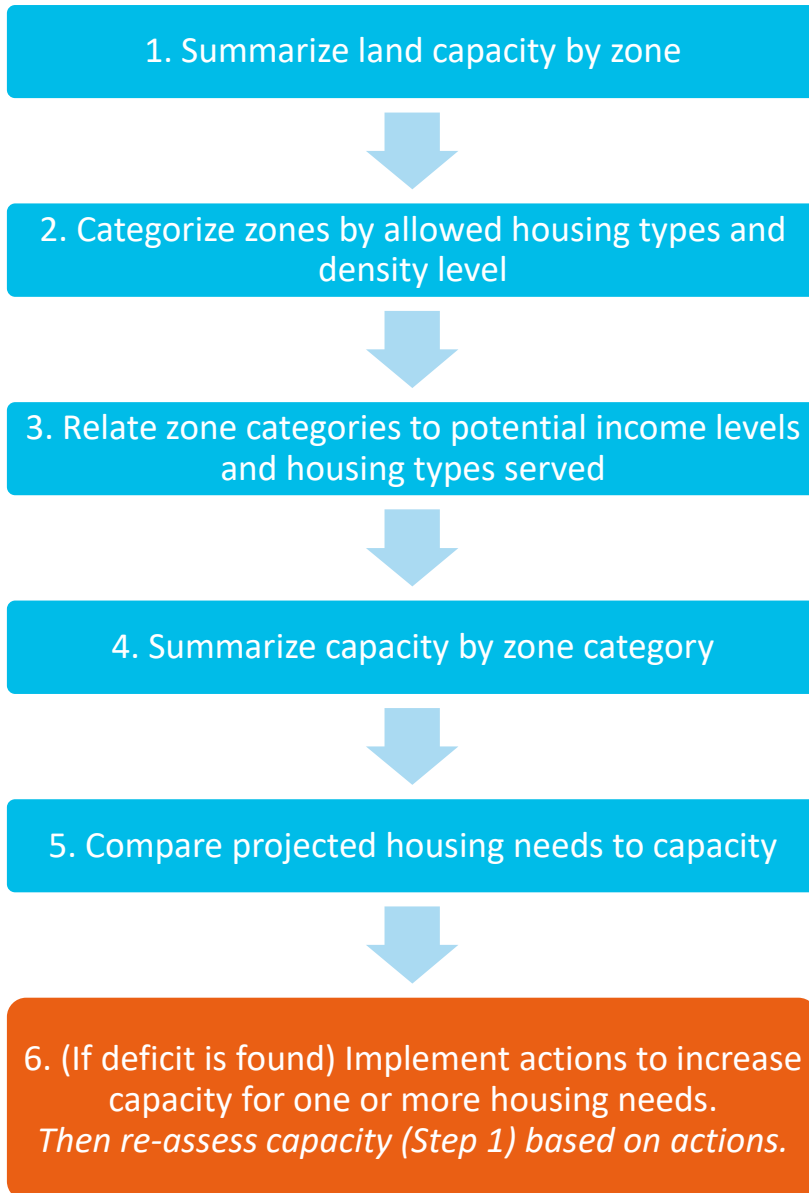 1. Summarize land capacity by zone
2. Categorize zones by allowed housing types and
density level
3. Relate zone categories to potential income levels
and housing types served
4. Summarize capacity by zone category
5. Compare projected housing needs to capacity
6. (If deficit is found) Implement actions to increase
capacity for one or more housing needs.
Then re-assess capacity (Step 1) based on actions.